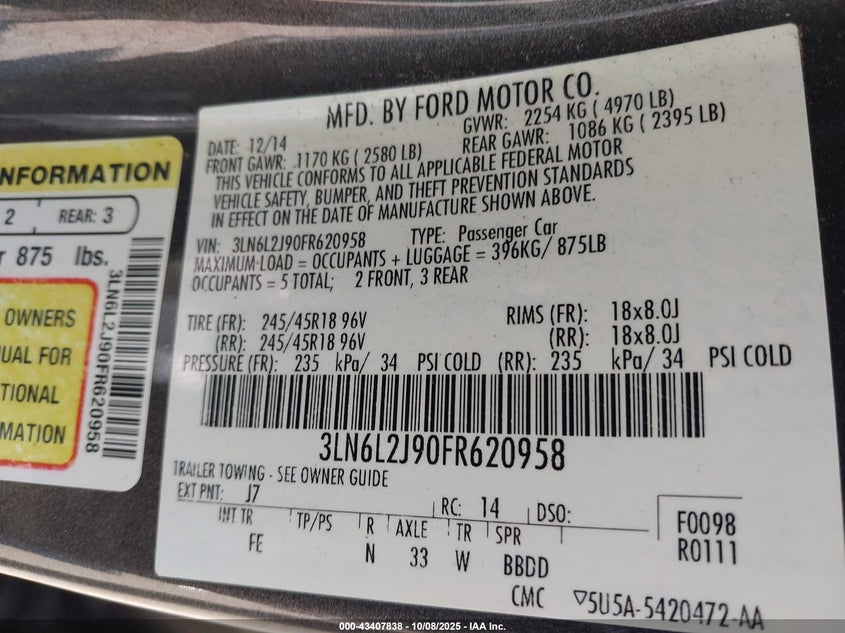 MFD. BY FORD MOTOR CO.
DATE: 12/14 GVWR: 2254 KG ( 4970 LB)
FRONT GAWR: 1170 KG ( 2580 LB) REAR GAWR: 1086 KG ( 2395 LB)
THIS VEHICLE CONFORMS TO ALL APPLICABLE FEDERAL MOTOR
VEHICLE SAFETY, BUMPER, AND THEFT PREVENTION STANDARDS
IN EFFECT ON THE DATE OF MANUFACTURE SHOWN ABOVE.
VIN: 3LN6L2J90FR620958 TYPE: Passenger Car
MAXIMUM-LOAD = OCCUPANTS + LUGGAGE = 396KG/ 875LB
OCCUPANTS = 5 TOTAL; 2 FRONT, 3 REAR
TIRE (FR): 245/45R18 96V RIMS (FR): 18x8.0J
(RR): 245/45R18 96V (RR): 18x8.0J
PRESSURE (FR): 235 kPa/ 34 PSI COLD (RR): 235 kPa/ 34 PSI COLD
3LN6L2J90FR620958
TRAILER TOWING - SEE OWNER GUIDE
EXT PNT: J7 RC: 14 DSO:
INT TR TP/PS R AXLE TR SPR
FE N 33 W BBDD
F0098
R0111
CMC ▽5U5A-5420472-AA
NFORMATION
2 REAR: 3
r 875 lbs.
OWNERS
UAL FOR
TIONAL
MATION
3LN6L2J90FR620958
000-43407838 - 10/08/2025 - IAA Inc.